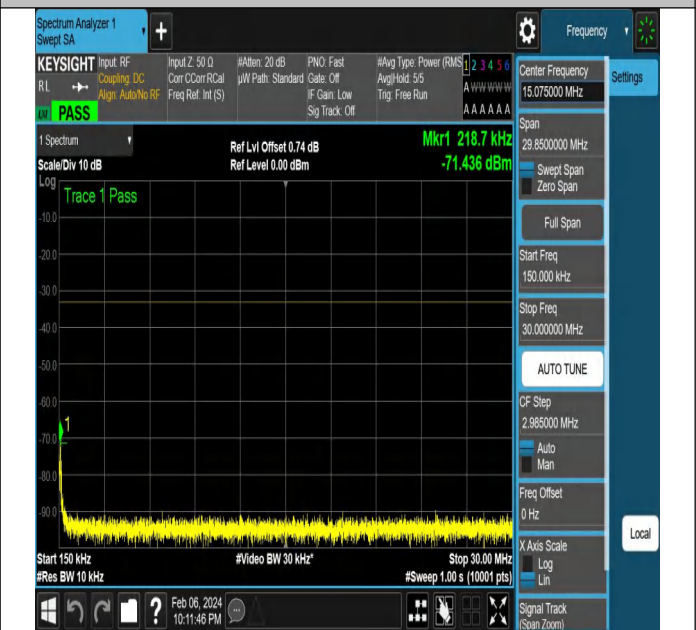 Spectrum Analyzer 1
Swept SA
Frequency
KEYSIGHT
RL
PASS
Input: RF
Coupling: DC
Align: Auto/No RF
Input Z: 50 Ω
Corr CCorr RCal
Freq Ref: Int (S)
#Atten: 20 dB
µW Path: Standard
PNO: Fast
Gate: Off
IF Gain: Low
Sig Track: Off
#Avg Type: Power (RMS
Avg|Hold: 5/5
Trig: Free Run
1 2 3 4 5 6
A W W W W W
A A A A A A
Center Frequency
15.075000 MHz
Settings
Span
29.8500000 MHz
Swept Span
Zero Span
Full Span
Start Freq
150.000 kHz
Stop Freq
30.000000 MHz
AUTO TUNE
CF Step
2.985000 MHz
Auto
Man
Freq Offset
0 Hz
X Axis Scale
Log
Lin
Signal Track
(Span Zoom)
Local
1 Spectrum
Scale/Div 10 dB
Ref Lvl Offset 0.74 dB
Ref Level 0.00 dBm
Mkr1 218.7 kHz
-71.436 dBm
Log
Trace 1 Pass
-10.0
-20.0
-30.0
-40.0
-50.0
-60.0
-70.0
-80.0
-90.0
1
Start 150 kHz
#Res BW 10 kHz
#Video BW 30 kHz*
Stop 30.00 MHz
#Sweep 1.00 s (10001 pts)
?
Feb 06, 2024
10:11:46 PM